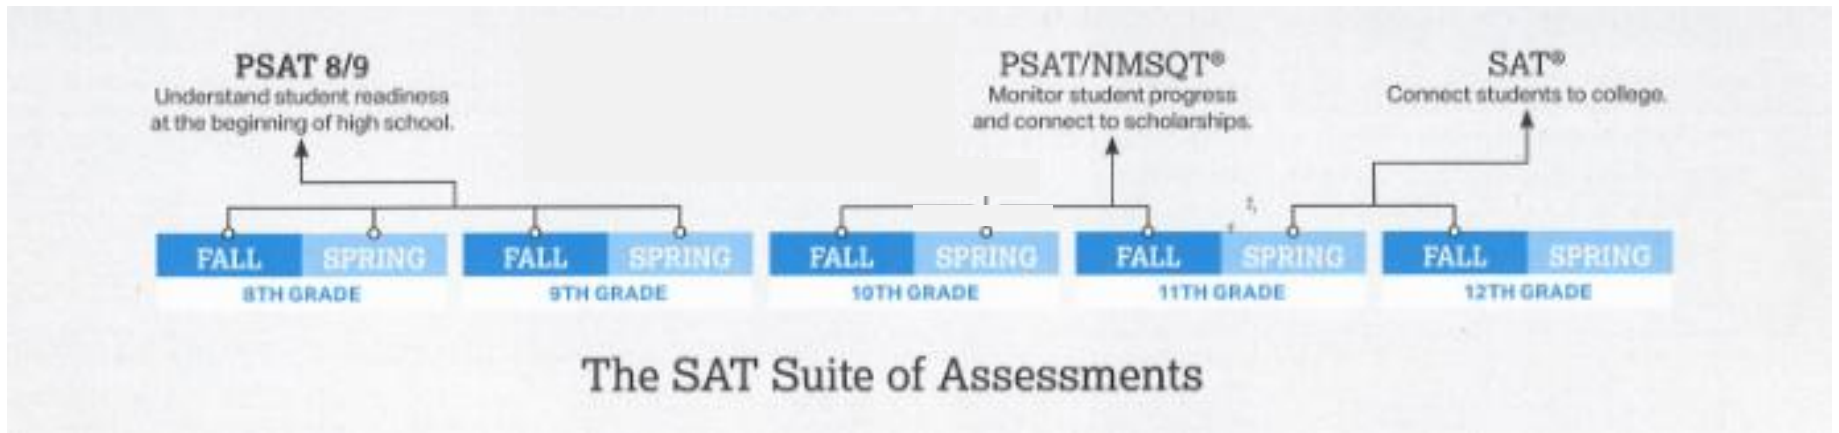 PSAT 8/9
Understand student readiness
at the beginning of high school.
PSAT/NMSQT®
Monitor student progress
and connect to scholarships.
SAT®
Connect students to college.
FALL SPRING
8TH GRADE
FALL SPRING
9TH GRADE
FALL SPRING
10TH GRADE
FALL SPRING
11TH GRADE
FALL SPRING
12TH GRADE
The SAT Suite of Assessments